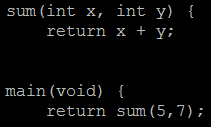 sum(int x, int y) {
return x + y;
main(void) {
return sum(5,7);